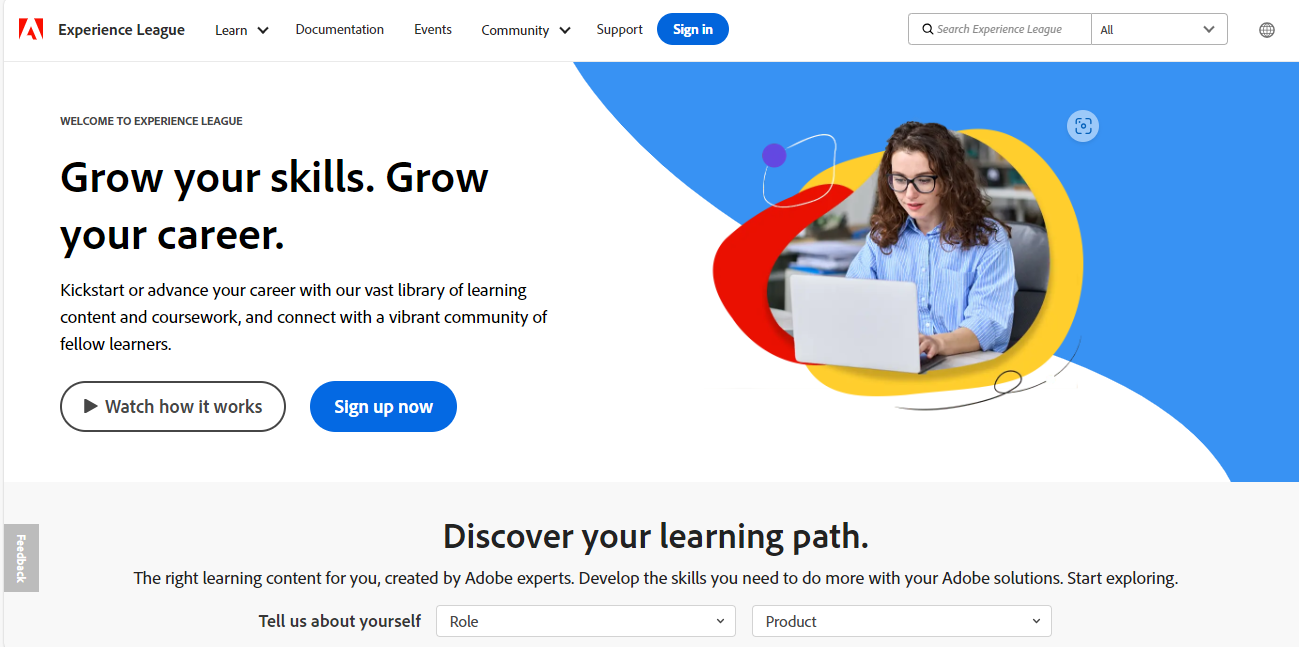 Experience League
Learn
Documentation
Events
Community
Support
Sign in
Search Experience League
All
WELCOME TO EXPERIENCE LEAGUE
Grow your skills. Grow
your career.
Kickstart or advance your career with our vast library of learning
content and coursework, and connect with a vibrant community of
fellow learners.
Watch how it works
Sign up now
Feedback
Discover your learning path.
The right learning content for you, created by Adobe experts. Develop the skills you need to do more with your Adobe solutions. Start exploring.
Tell us about yourself
Role
Product